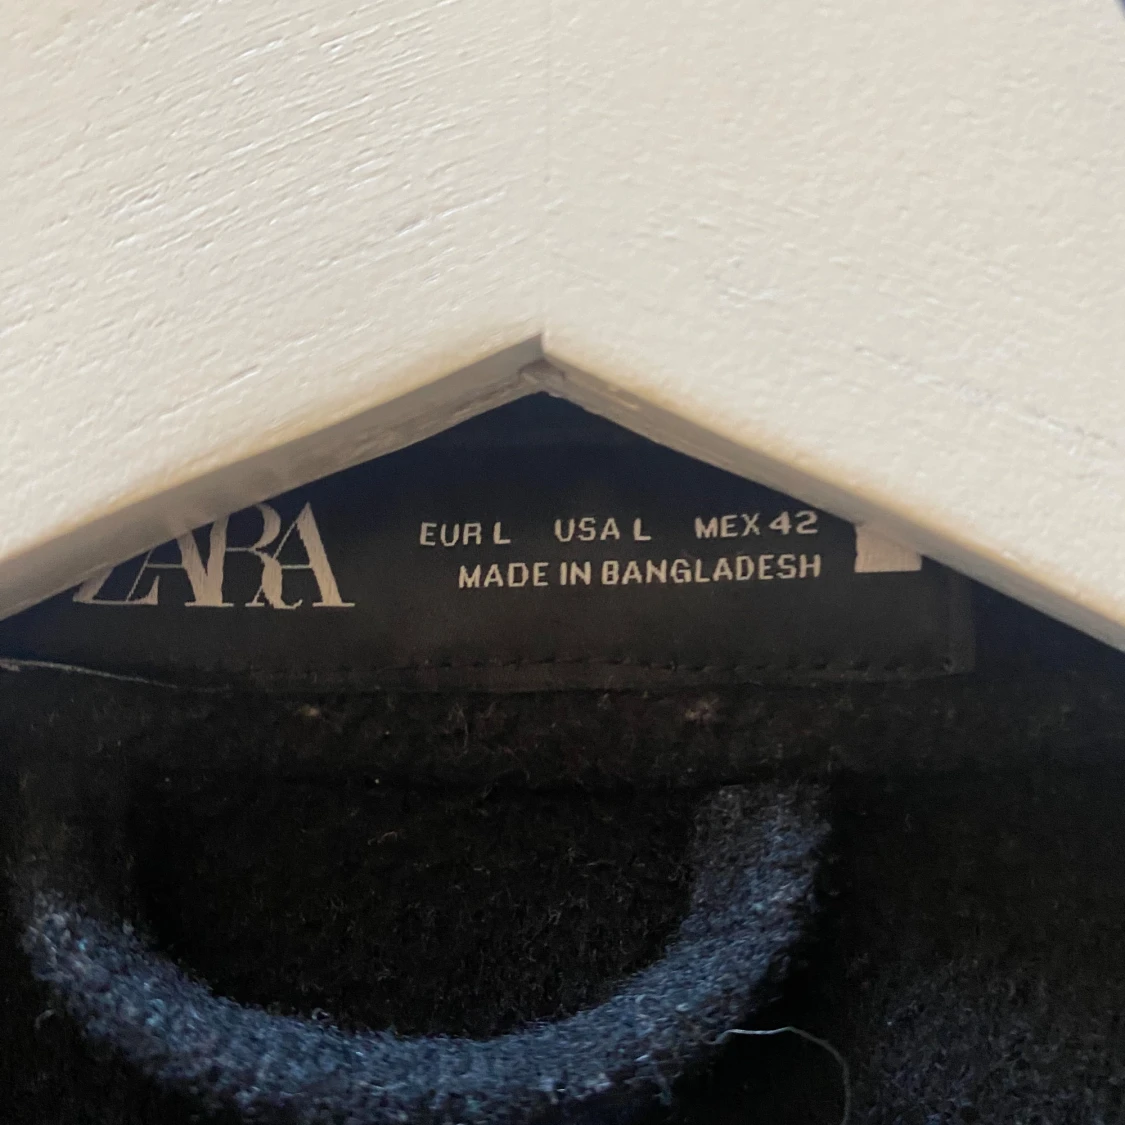 ZARA
EUR L USA L MEX 42
MADE IN BANGLADESH